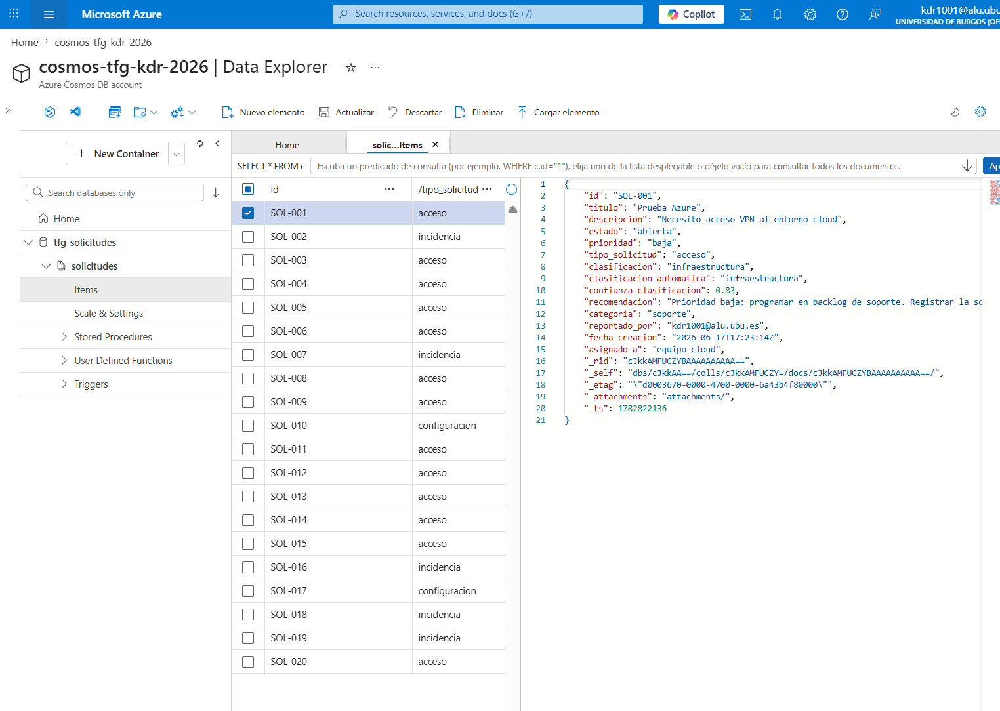 Microsoft Azure
Search resources, services, and docs (G+/)
Copilot
kdr1001@alu.ubu
UNIVERSIDAD DE BURGOS (OFI
Home
cosmos-tfg-kdr-2026
cosmos-tfg-kdr-2026 | Data Explorer
Azure Cosmos DB account
Nuevo elemento
Actualizar
Descartar
Eliminar
Cargar elemento
New Container
Search databases only
Home
tfg-solicitudes
solicitudes
Items
Scale & Settings
Stored Procedures
User Defined Functions
Triggers
Home
solic...Items
SELECT * FROM c
Escriba un predicado de consulta (por ejemplo, WHERE c.id="1"), elija uno de la lista desplegable o déjelo vacío para consultar todos los documentos.
Ap
id /tipo_solicitud
SOL-001 acceso
SOL-002 incidencia
SOL-003 acceso
SOL-004 acceso
SOL-005 acceso
SOL-006 acceso
SOL-007 incidencia
SOL-008 acceso
SOL-009 acceso
SOL-010 configuracion
SOL-011 acceso
SOL-012 acceso
SOL-013 acceso
SOL-014 acceso
SOL-015 acceso
SOL-016 incidencia
SOL-017 configuracion
SOL-018 incidencia
SOL-019 incidencia
SOL-020 acceso
1 {
2 "id": "SOL-001",
3 "titulo": "Prueba Azure",
4 "descripcion": "Necesito acceso VPN al entorno cloud",
5 "estado": "abierta",
6 "prioridad": "baja",
7 "tipo_solicitud": "acceso",
8 "clasificacion": "infraestructura",
9 "clasificacion_automatica": "infraestructura",
10 "confianza_clasificacion": 0.83,
11 "recomendacion": "Prioridad baja: programar en backlog de soporte. Registrar la so
12 "categoria": "soporte",
13 "reportado_por": "kdr1001@alu.ubu.es",
14 "fecha_creacion": "2026-06-17T17:23:14Z",
15 "asignado_a": "equipo_cloud",
16 "_rid": "cJkkAMFUCZYBAAAAAAAAAA==",
17 "_self": "dbs/cJkkAA==/colls/cJkkAMFUCZY=/docs/cJkkAMFUCZYBAAAAAAAAAA==/",
18 "_etag": "\"d0003670-0000-4700-0000-6a43b4f80000\"",
19 "_attachments": "attachments/",
20 "_ts": 1782822136
21 }